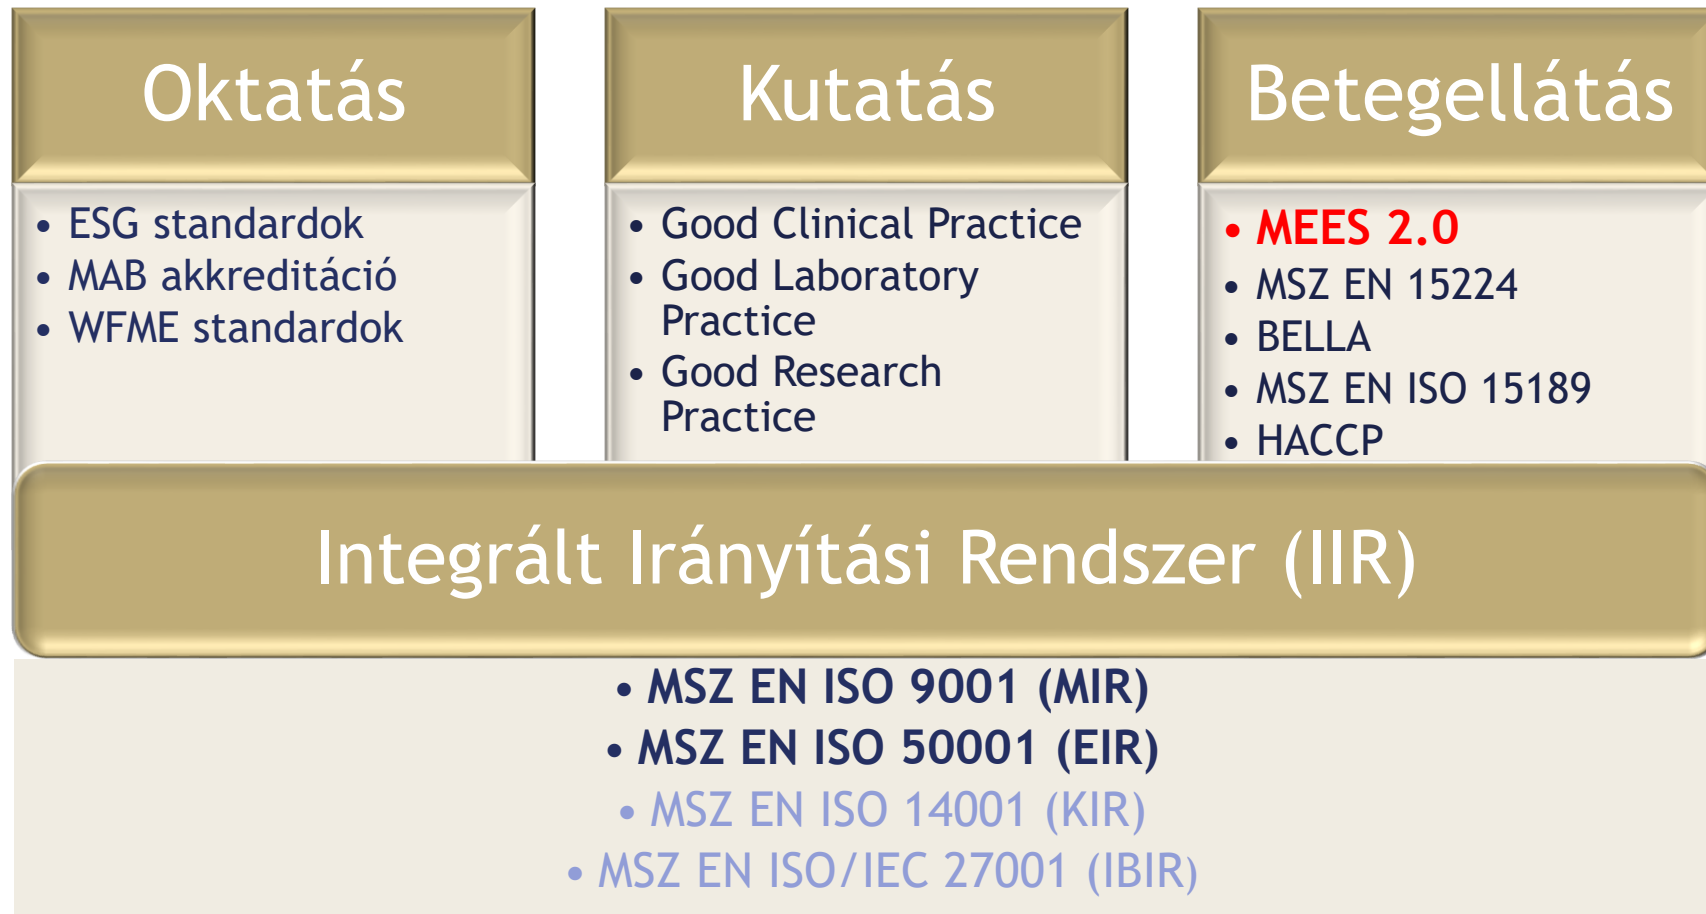 Oktatás
• ESG standardok
• MAB akkreditáció
• WFME standardok
Kutatás
• Good Clinical Practice
• Good Laboratory
Practice
• Good Research
Practice
Betegellátás
• MEES 2.0
• MSZ EN 15224
• BELLA
• MSZ EN ISO 15189
• HACCP
Integrált Irányítási Rendszer (IIR)
• MSZ EN ISO 9001 (MIR)
• MSZ EN ISO 50001 (EIR)
• MSZ EN ISO 14001 (KIR)
• MSZ EN ISO/IEC 27001 (IBIR)